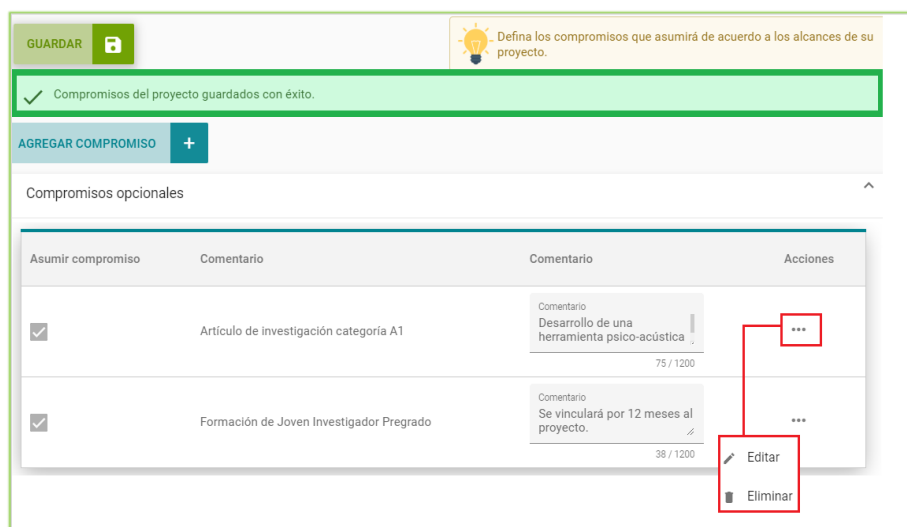 GUARDAR
Defina los compromisos que asumirá de acuerdo a los alcances de su
proyecto.
Compromisos del proyecto guardados con éxito.
AGREGAR COMPROMISO +
Compromisos opcionales
Asumir compromiso Comentario Comentario Acciones
Comentario
Artículo de investigación categoría A1
Desarrollo de una
herramienta psico-acústica
75 / 1200
Comentario
Formación de Joven Investigador Pregrado
Se vinculará por 12 meses al
proyecto.
38 / 1200
Editar
Eliminar